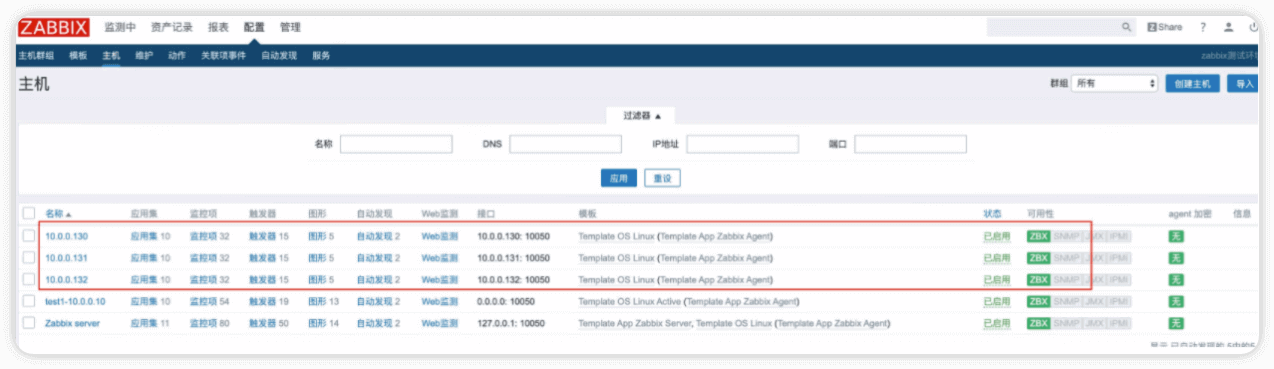 ZABBIX 监测中 资产记录 报表 配置 管理 Share ?
主机群组 模板 主机 维护 动作 关联项事件 自动发现 服务 zabbix测试环
主机 群组 所有 创建主机 导入
过滤器 ▲
名称 DNS IP地址 端口
应用 重设
名称 ▲ 应用集 监控项 触发器 图形 自动发现 Web监测 接口 模板 状态 可用性 agent 加密 信息
10.0.0.130 应用集 10 监控项 32 触发器 15 图形 5 自动发现 2 Web监测 10.0.0.130: 10050 Template OS Linux (Template App Zabbix Agent) 已启用 ZBX SNMP JMX IPMI 无
10.0.0.131 应用集 10 监控项 32 触发器 15 图形 5 自动发现 2 Web监测 10.0.0.131: 10050 Template OS Linux (Template App Zabbix Agent) 已启用 ZBX SNMP JMX IPMI 无
10.0.0.132 应用集 10 监控项 32 触发器 15 图形 5 自动发现 2 Web监测 10.0.0.132: 10050 Template OS Linux (Template App Zabbix Agent) 已启用 ZBX SNMP JMX IPMI 无
test1-10.0.0.10 应用集 10 监控项 54 触发器 19 图形 13 自动发现 2 Web监测 0.0.0.0: 10050 Template OS Linux Active (Template App Zabbix Agent) 已启用 ZBX SNMP JMX IPMI 无
Zabbix server 应用集 11 监控项 80 触发器 50 图形 14 自动发现 2 Web监测 127.0.0.1: 10050 Template App Zabbix Server, Template OS Linux (Template App Zabbix Agent) 已启用 ZBX SNMP JMX IPMI 无